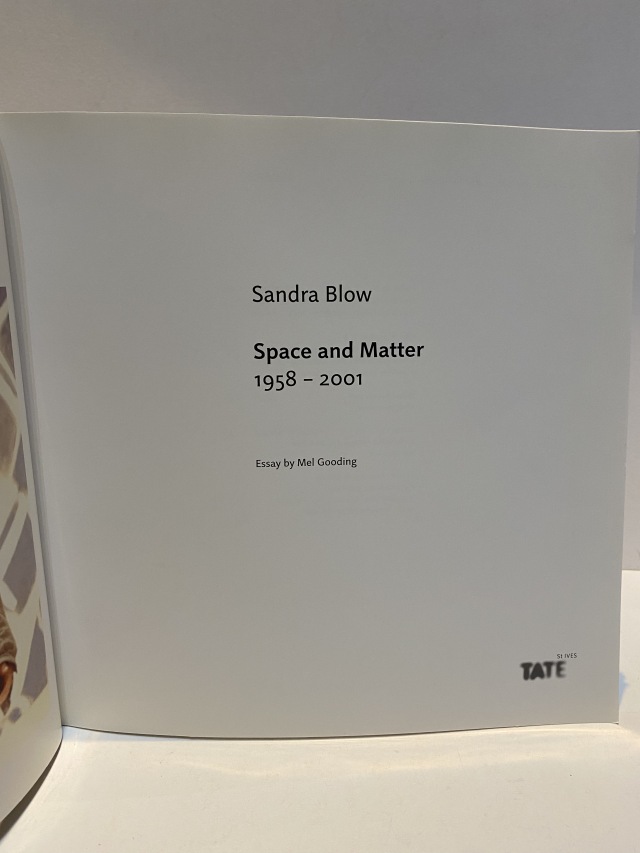 Sandra Blow
Space and Matter
1958 – 2001
Essay by Mel Gooding
St IVES
TATE